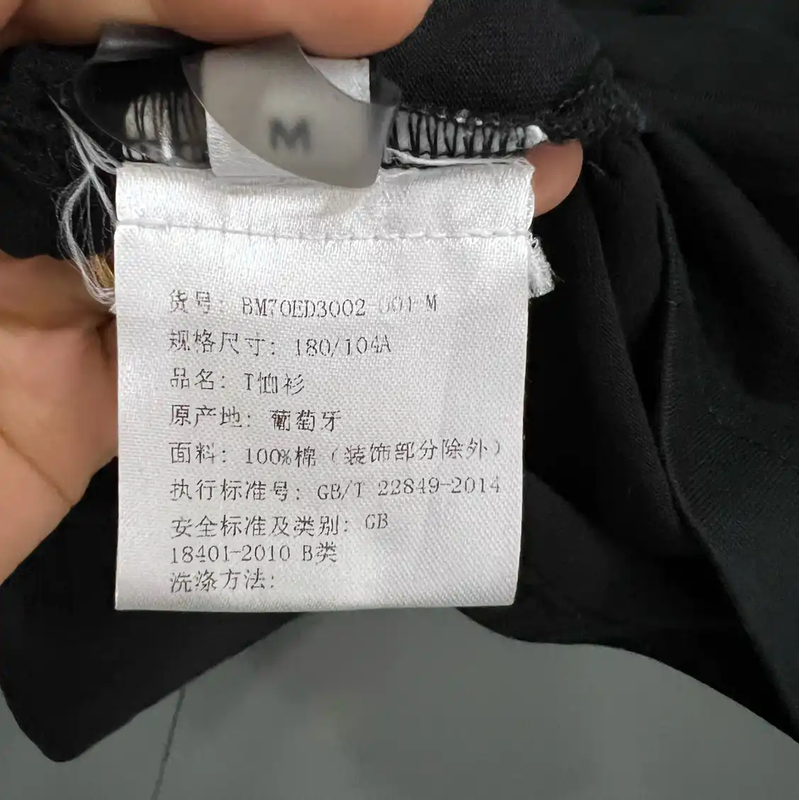 M
货号: BM70ED3002-001-M
规格尺寸: 180/104A
品名: T恤衫
原产地: 葡萄牙
面料: 100%棉（装饰部分除外）
执行标准号: GB/T 22849-2014
安全标准及类别: GB
18401-2010 B类
洗涤方法: